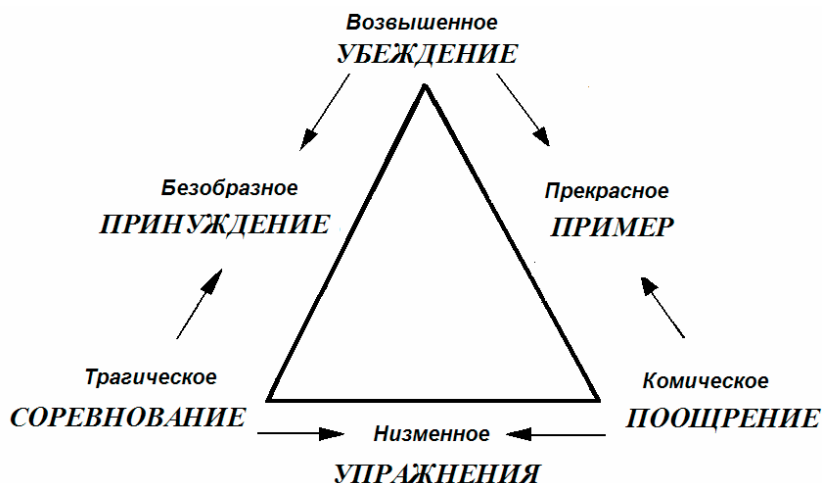 Возвышенное
УБЕЖДЕНИЕ
Безобразное
ПРИНУЖДЕНИЕ
Прекрасное
ПРИМЕР
Трагическое
СОРЕВНОВАНИЕ
Комическое
ПООЩРЕНИЕ
Низменное
УПРАЖНЕНИЯ